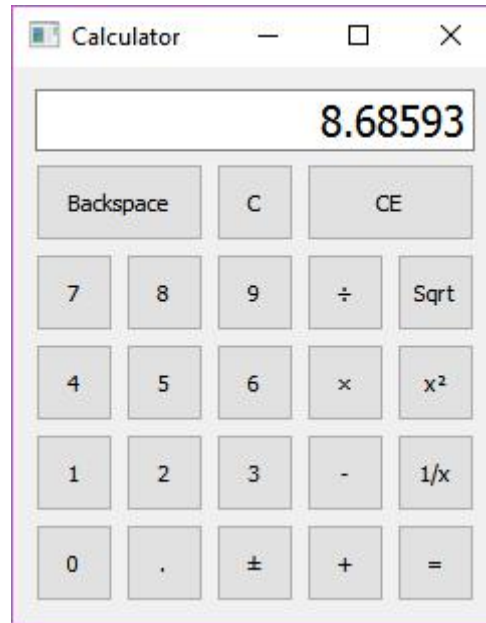 Calculator
8.68593
Backspace C CE
7 8 9 ÷ Sqrt
4 5 6 × x²
1 2 3 - 1/x
0 . ± + =